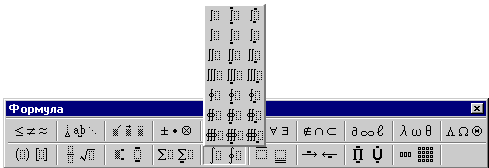 Формула
≤ ≠ ≈ ± • ⊗ ∀ ∃ ∉ ∩ ⊂ ∂ ∞ ℓ λ ω θ Λ Ω ⊛